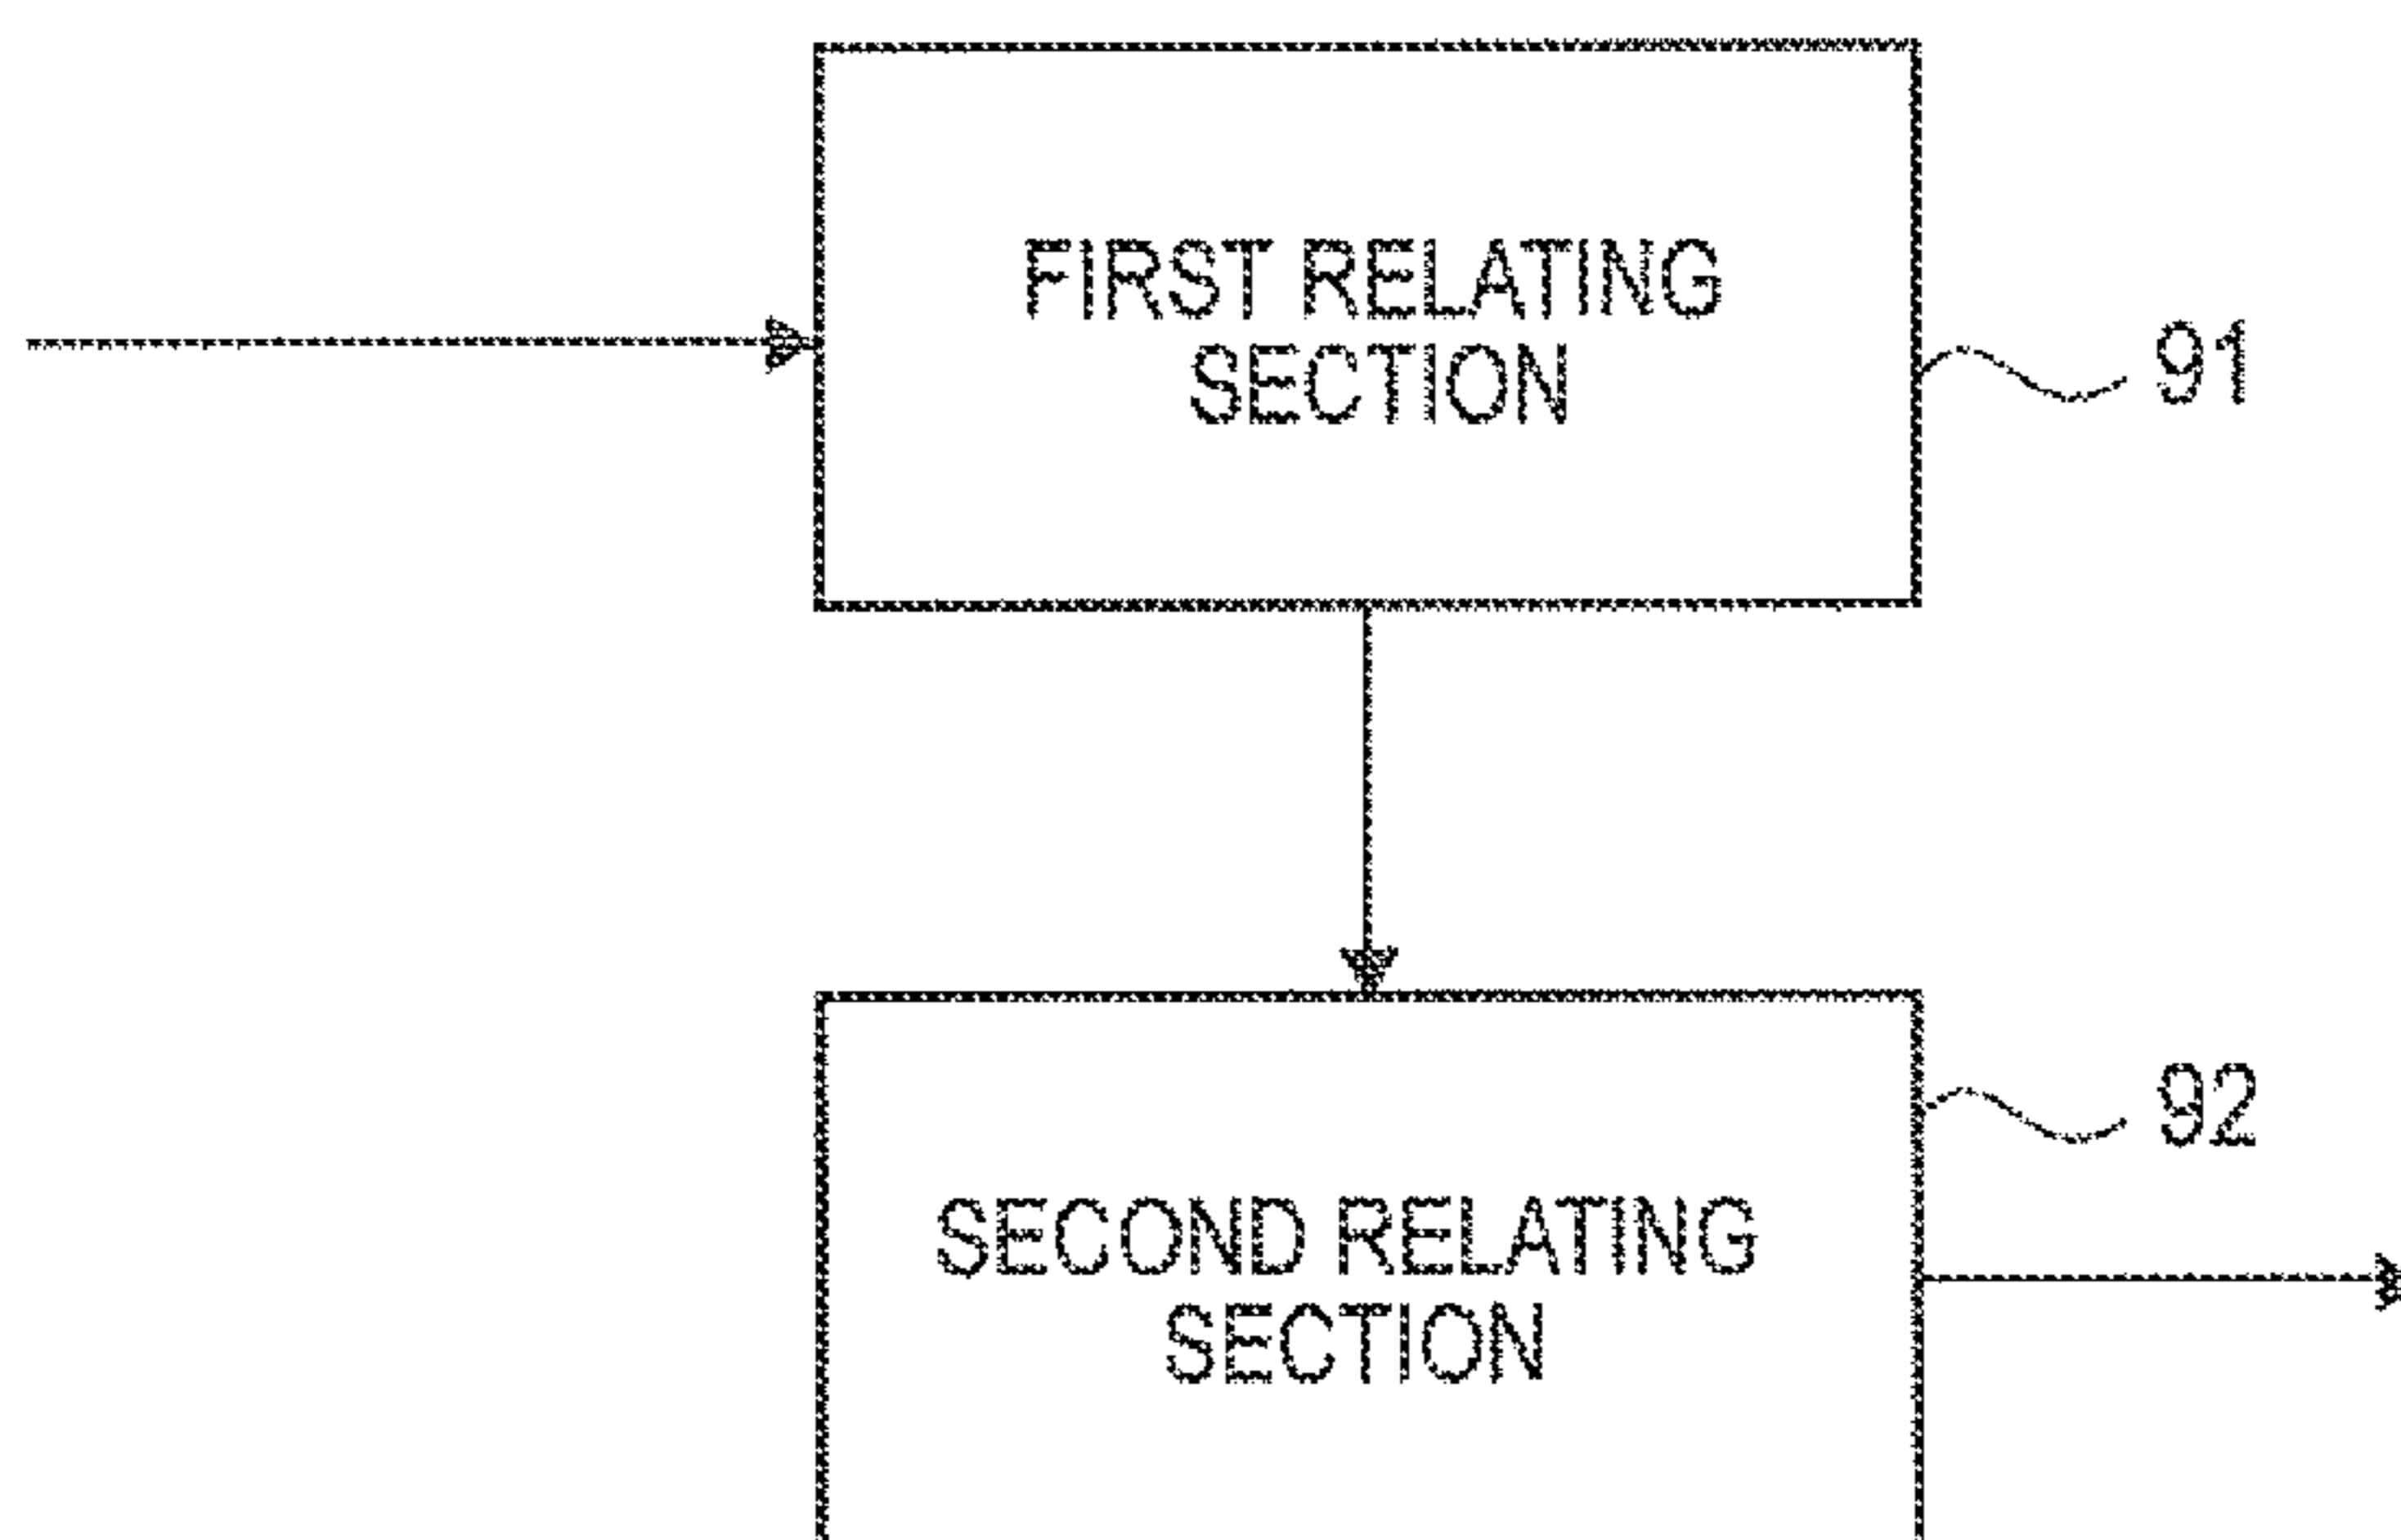 FIRST RELATING
SECTION
91
92
SECOND RELATING
SECTION